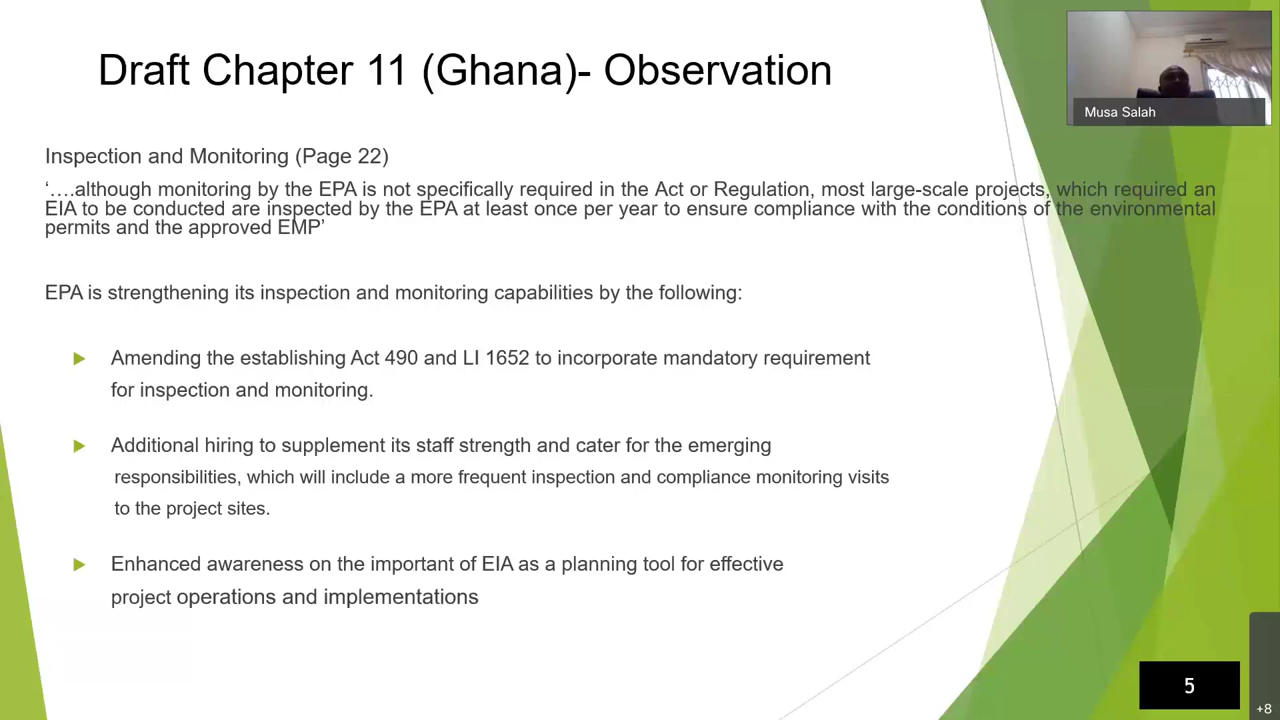 Draft Chapter 11 (Ghana)- Observation
Musa Salah
Inspection and Monitoring (Page 22)
‘….although monitoring by the EPA is not specifically required in the Act or Regulation, most large-scale projects, which required an
EIA to be conducted are inspected by the EPA at least once per year to ensure compliance with the conditions of the environmental
permits and the approved EMP’
EPA is strengthening its inspection and monitoring capabilities by the following:
Amending the establishing Act 490 and LI 1652 to incorporate mandatory requirement
for inspection and monitoring.
Additional hiring to supplement its staff strength and cater for the emerging
responsibilities, which will include a more frequent inspection and compliance monitoring visits
to the project sites.
Enhanced awareness on the important of EIA as a planning tool for effective
project operations and implementations
5
+8